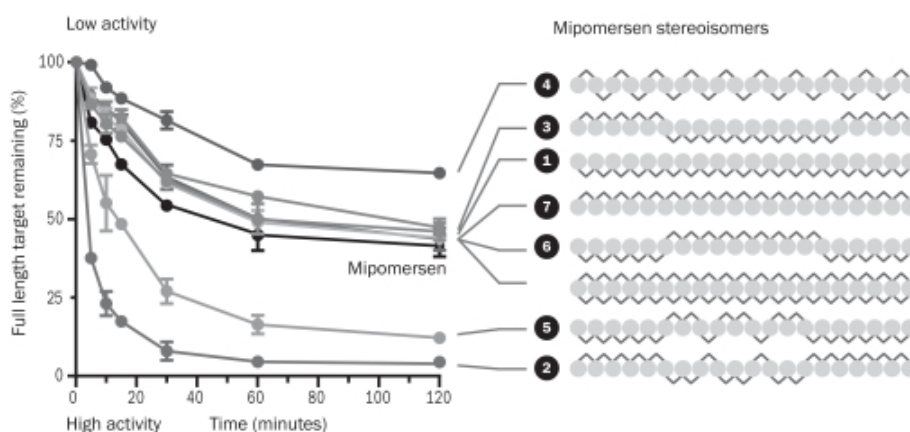 Low activity
Mipomersen stereoisomers
Full length target remaining (%)
100
75
50
25
0
0 20 40 60 80 100 120
High activity
Time (minutes)
Mipomersen
4
3
1
7
6
5
2